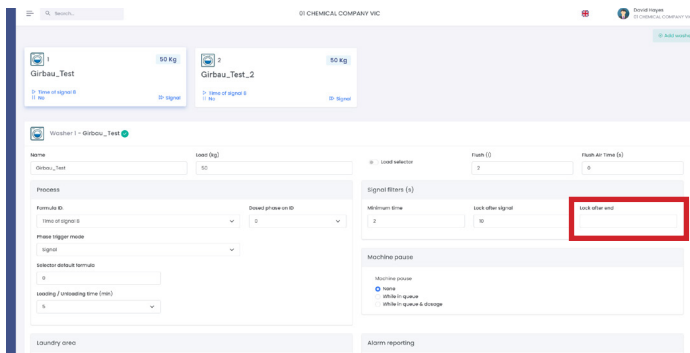 Search...
01 CHEMICAL COMPANY VIC
David Hayes
01 CHEMICAL COMPANY VI
Add washe
1
50 Kg
Girbau_Test
Time of signal 8
No
Signal
2
50 Kg
Girbau_Test_2
Time of signal 8
No
Signal
Washer 1 - Girbau_Test
Name
Load (kg)
Load selector
Flush (l)
Flush Air Time (s)
Girbau_Test
50
2
0
Process
Signal filters (s)
Formula ID.
Dosed phase on ID
Minimum time
Lock after signal
Lock after end
Time of signal 8
0
2
10
Phase trigger mode
Signal
Machine pause
Selector default formula
Machine pause
0
None
While in queue
While in queue & dosage
Loading / Unloading time (min)
5
Laundry area
Alarm reporting